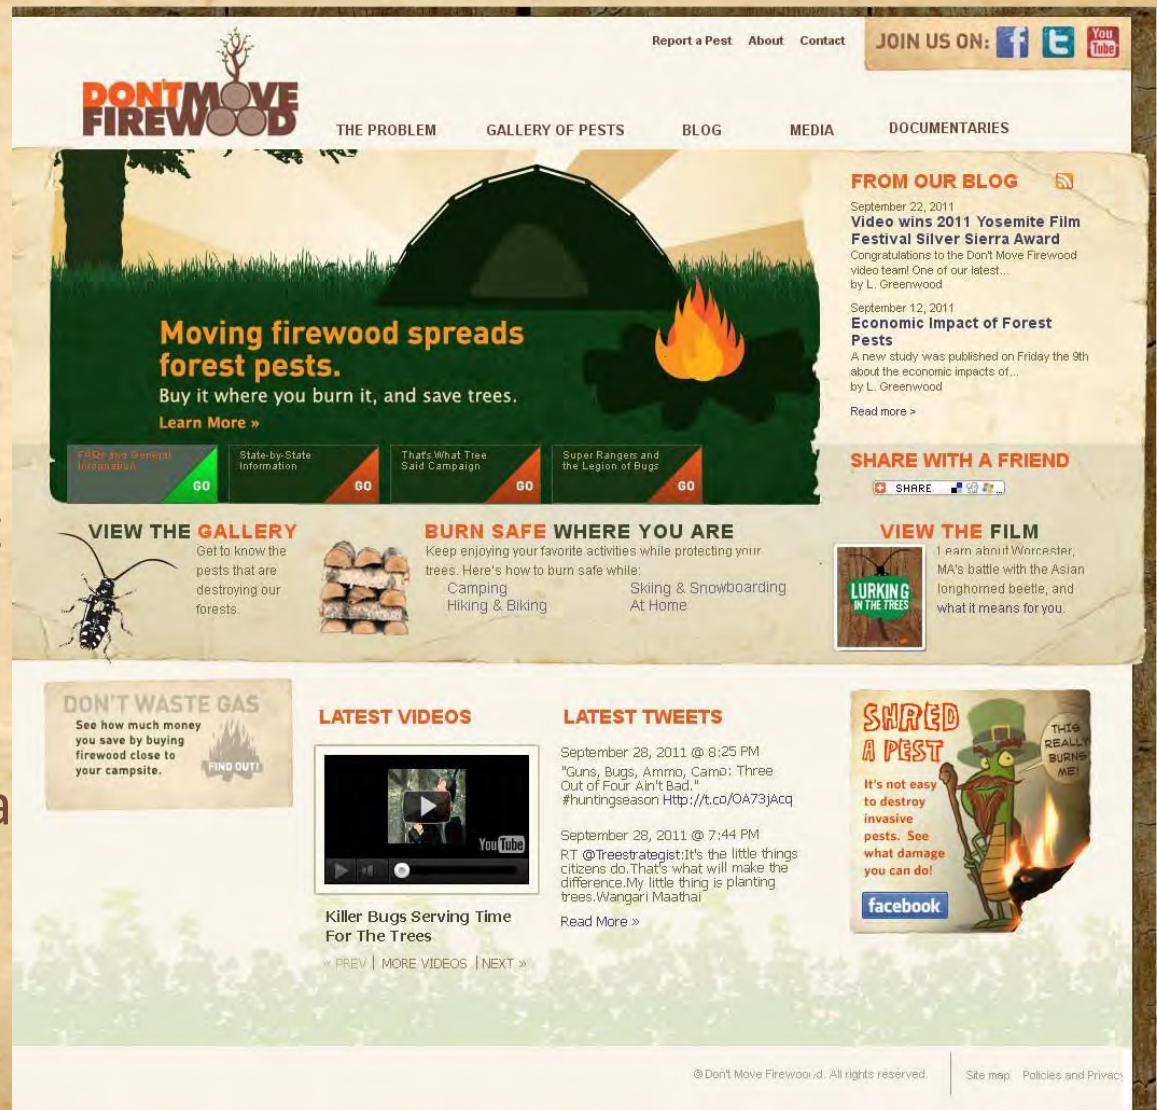 Report a Pest About Contact
JOIN US ON: f t You Tube
DON'T MOVE
FIREWOOD
THE PROBLEM GALLERY OF PESTS BLOG MEDIA DOCUMENTARIES
Moving firewood spreads
forest pests.
Buy it where you burn it, and save trees.
Learn More »
FAQs and General
Information
GO
State-by-State
Information
GO
That's What Tree
Said Campaign
GO
Super Rangers and
the Legion of Bugs
GO
FROM OUR BLOG
September 22, 2011
Video wins 2011 Yosemite Film
Festival Silver Sierra Award
Congratulations to the Don't Move Firewood
video team! One of our latest...
by L. Greenwood
September 12, 2011
Economic Impact of Forest
Pests
A new study was published on Friday the 9th
about the economic impacts of...
by L. Greenwood
Read more >
SHARE WITH A FRIEND
SHARE
VIEW THE GALLERY
Get to know the
pests that are
destroying our
forests.
BURN SAFE WHERE YOU ARE
Keep enjoying your favorite activities while protecting your
trees. Here's how to burn safe while:
Camping Skiing & Snowboarding
Hiking & Biking At Home
VIEW THE FILM
LURKING
IN THE TREES
Learn about Worcester,
MA's battle with the Asian
longhorned beetle, and
what it means for you.
DON'T WASTE GAS
See how much money
you save by buying
firewood close to
your campsite.
FIND OUT!
a
LATEST VIDEOS
You Tube
Killer Bugs Serving Time
For The Trees
« PREV | MORE VIDEOS | NEXT »
LATEST TWEETS
September 28, 2011 @ 8:25 PM
"Guns, Bugs, Ammo, Camo: Three
Out of Four Ain't Bad."
#huntingseason Http://t.co/OA73jAcq
September 28, 2011 @ 7:44 PM
RT @Treestrategist:It's the little things
citizens do.That's what will make the
difference.My little thing is planting
trees.Wangari Maathai
Read More »
SHRED
A PEST
THIS
REALLY
BURNS
ME!
It's not easy
to destroy
invasive
pests. See
what damage
you can do!
facebook
© Don't Move Firewood. All rights reserved. Site map Policies and Privacy